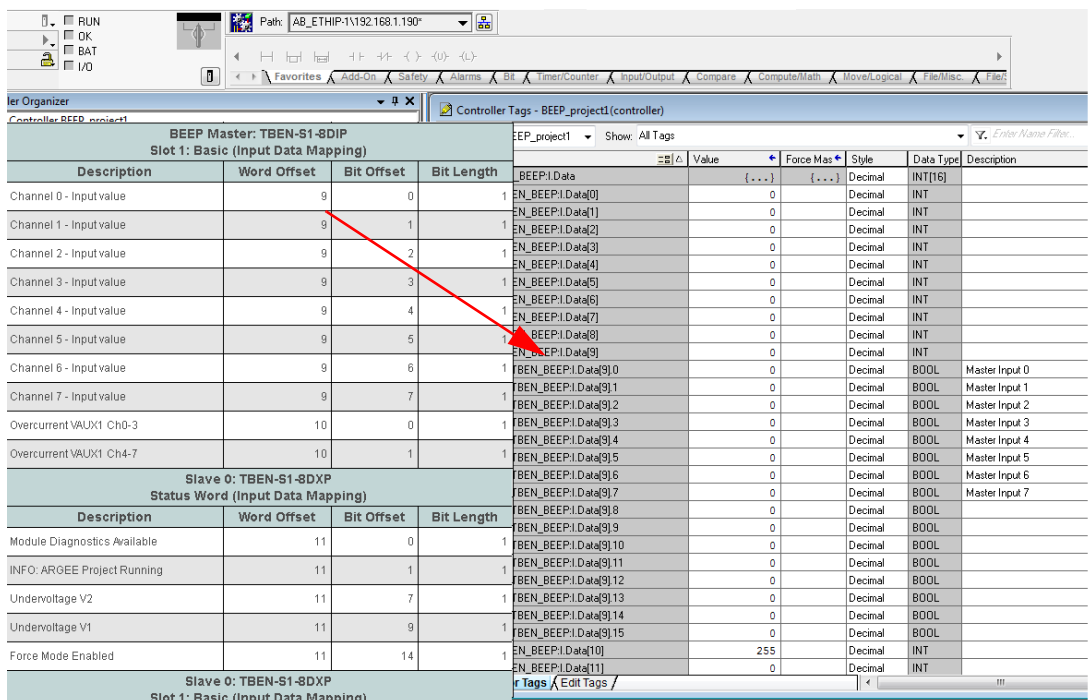 RUN
OK
BAT
I/O
Path: AB_ETHIP-1\192.168.1.190*
Favorites Add-On Safety Alarms Bit Timer/Counter Input/Output Compare Compute/Math Move/Logical File/Misc. File/
ler Organizer
Controller BEEP_project1
Controller Tags - BEEP_project1(controller)
EEP_project1 Show: All Tags Enter Name Filter...
Value Force Mas Style Data Type Description
_BEEP:I.Data {...} {...} Decimal INT[16]
EN_BEEP:I.Data[0] 0 Decimal INT
EN_BEEP:I.Data[1] 0 Decimal INT
EN_BEEP:I.Data[2] 0 Decimal INT
EN_BEEP:I.Data[3] 0 Decimal INT
EN_BEEP:I.Data[4] 0 Decimal INT
EN_BEEP:I.Data[5] 0 Decimal INT
EN_BEEP:I.Data[6] 0 Decimal INT
EN_BEEP:I.Data[7] 0 Decimal INT
BEEP:I.Data[8] 0 Decimal INT
EN_BEEP:I.Data[9] 0 Decimal INT
TBEN_BEEP:I.Data[9].0 0 Decimal BOOL Master Input 0
TBEN_BEEP:I.Data[9].1 0 Decimal BOOL Master Input 1
TBEN_BEEP:I.Data[9].2 0 Decimal BOOL Master Input 2
TBEN_BEEP:I.Data[9].3 0 Decimal BOOL Master Input 3
TBEN_BEEP:I.Data[9].4 0 Decimal BOOL Master Input 4
TBEN_BEEP:I.Data[9].5 0 Decimal BOOL Master Input 5
TBEN_BEEP:I.Data[9].6 0 Decimal BOOL Master Input 6
TBEN_BEEP:I.Data[9].7 0 Decimal BOOL Master Input 7
TBEN_BEEP:I.Data[9].8 0 Decimal BOOL
TBEN_BEEP:I.Data[9].9 0 Decimal BOOL
TBEN_BEEP:I.Data[9].10 0 Decimal BOOL
TBEN_BEEP:I.Data[9].11 0 Decimal BOOL
TBEN_BEEP:I.Data[9].12 0 Decimal BOOL
TBEN_BEEP:I.Data[9].13 0 Decimal BOOL
TBEN_BEEP:I.Data[9].14 0 Decimal BOOL
TBEN_BEEP:I.Data[9].15 0 Decimal BOOL
EN_BEEP:I.Data[10] 255 Decimal INT
EN_BEEP:I.Data[11] 0 Decimal INT
r Tags Edit Tags
BEEP Master: TBEN-S1-8DIP
Slot 1: Basic (Input Data Mapping)
Description Word Offset Bit Offset Bit Length
Channel 0 - Input value 9 0 1
Channel 1 - Input value 9 1 1
Channel 2 - Input value 9 2 1
Channel 3 - Input value 9 3 1
Channel 4 - Input value 9 4 1
Channel 5 - Input value 9 5 1
Channel 6 - Input value 9 6 1
Channel 7 - Input value 9 7 1
Overcurrent VAUX1 Ch0-3 10 0 1
Overcurrent VAUX1 Ch4-7 10 1 1
Slave 0: TBEN-S1-8DXP
Status Word (Input Data Mapping)
Description Word Offset Bit Offset Bit Length
Module Diagnostics Available 11 0 1
INFO: ARGEE Project Running 11 1 1
Undervoltage V2 11 7 1
Undervoltage V1 11 9 1
Force Mode Enabled 11 14 1
Slave 0: TBEN-S1-8DXP
Slot 1: Basic (Input Data Mapping)